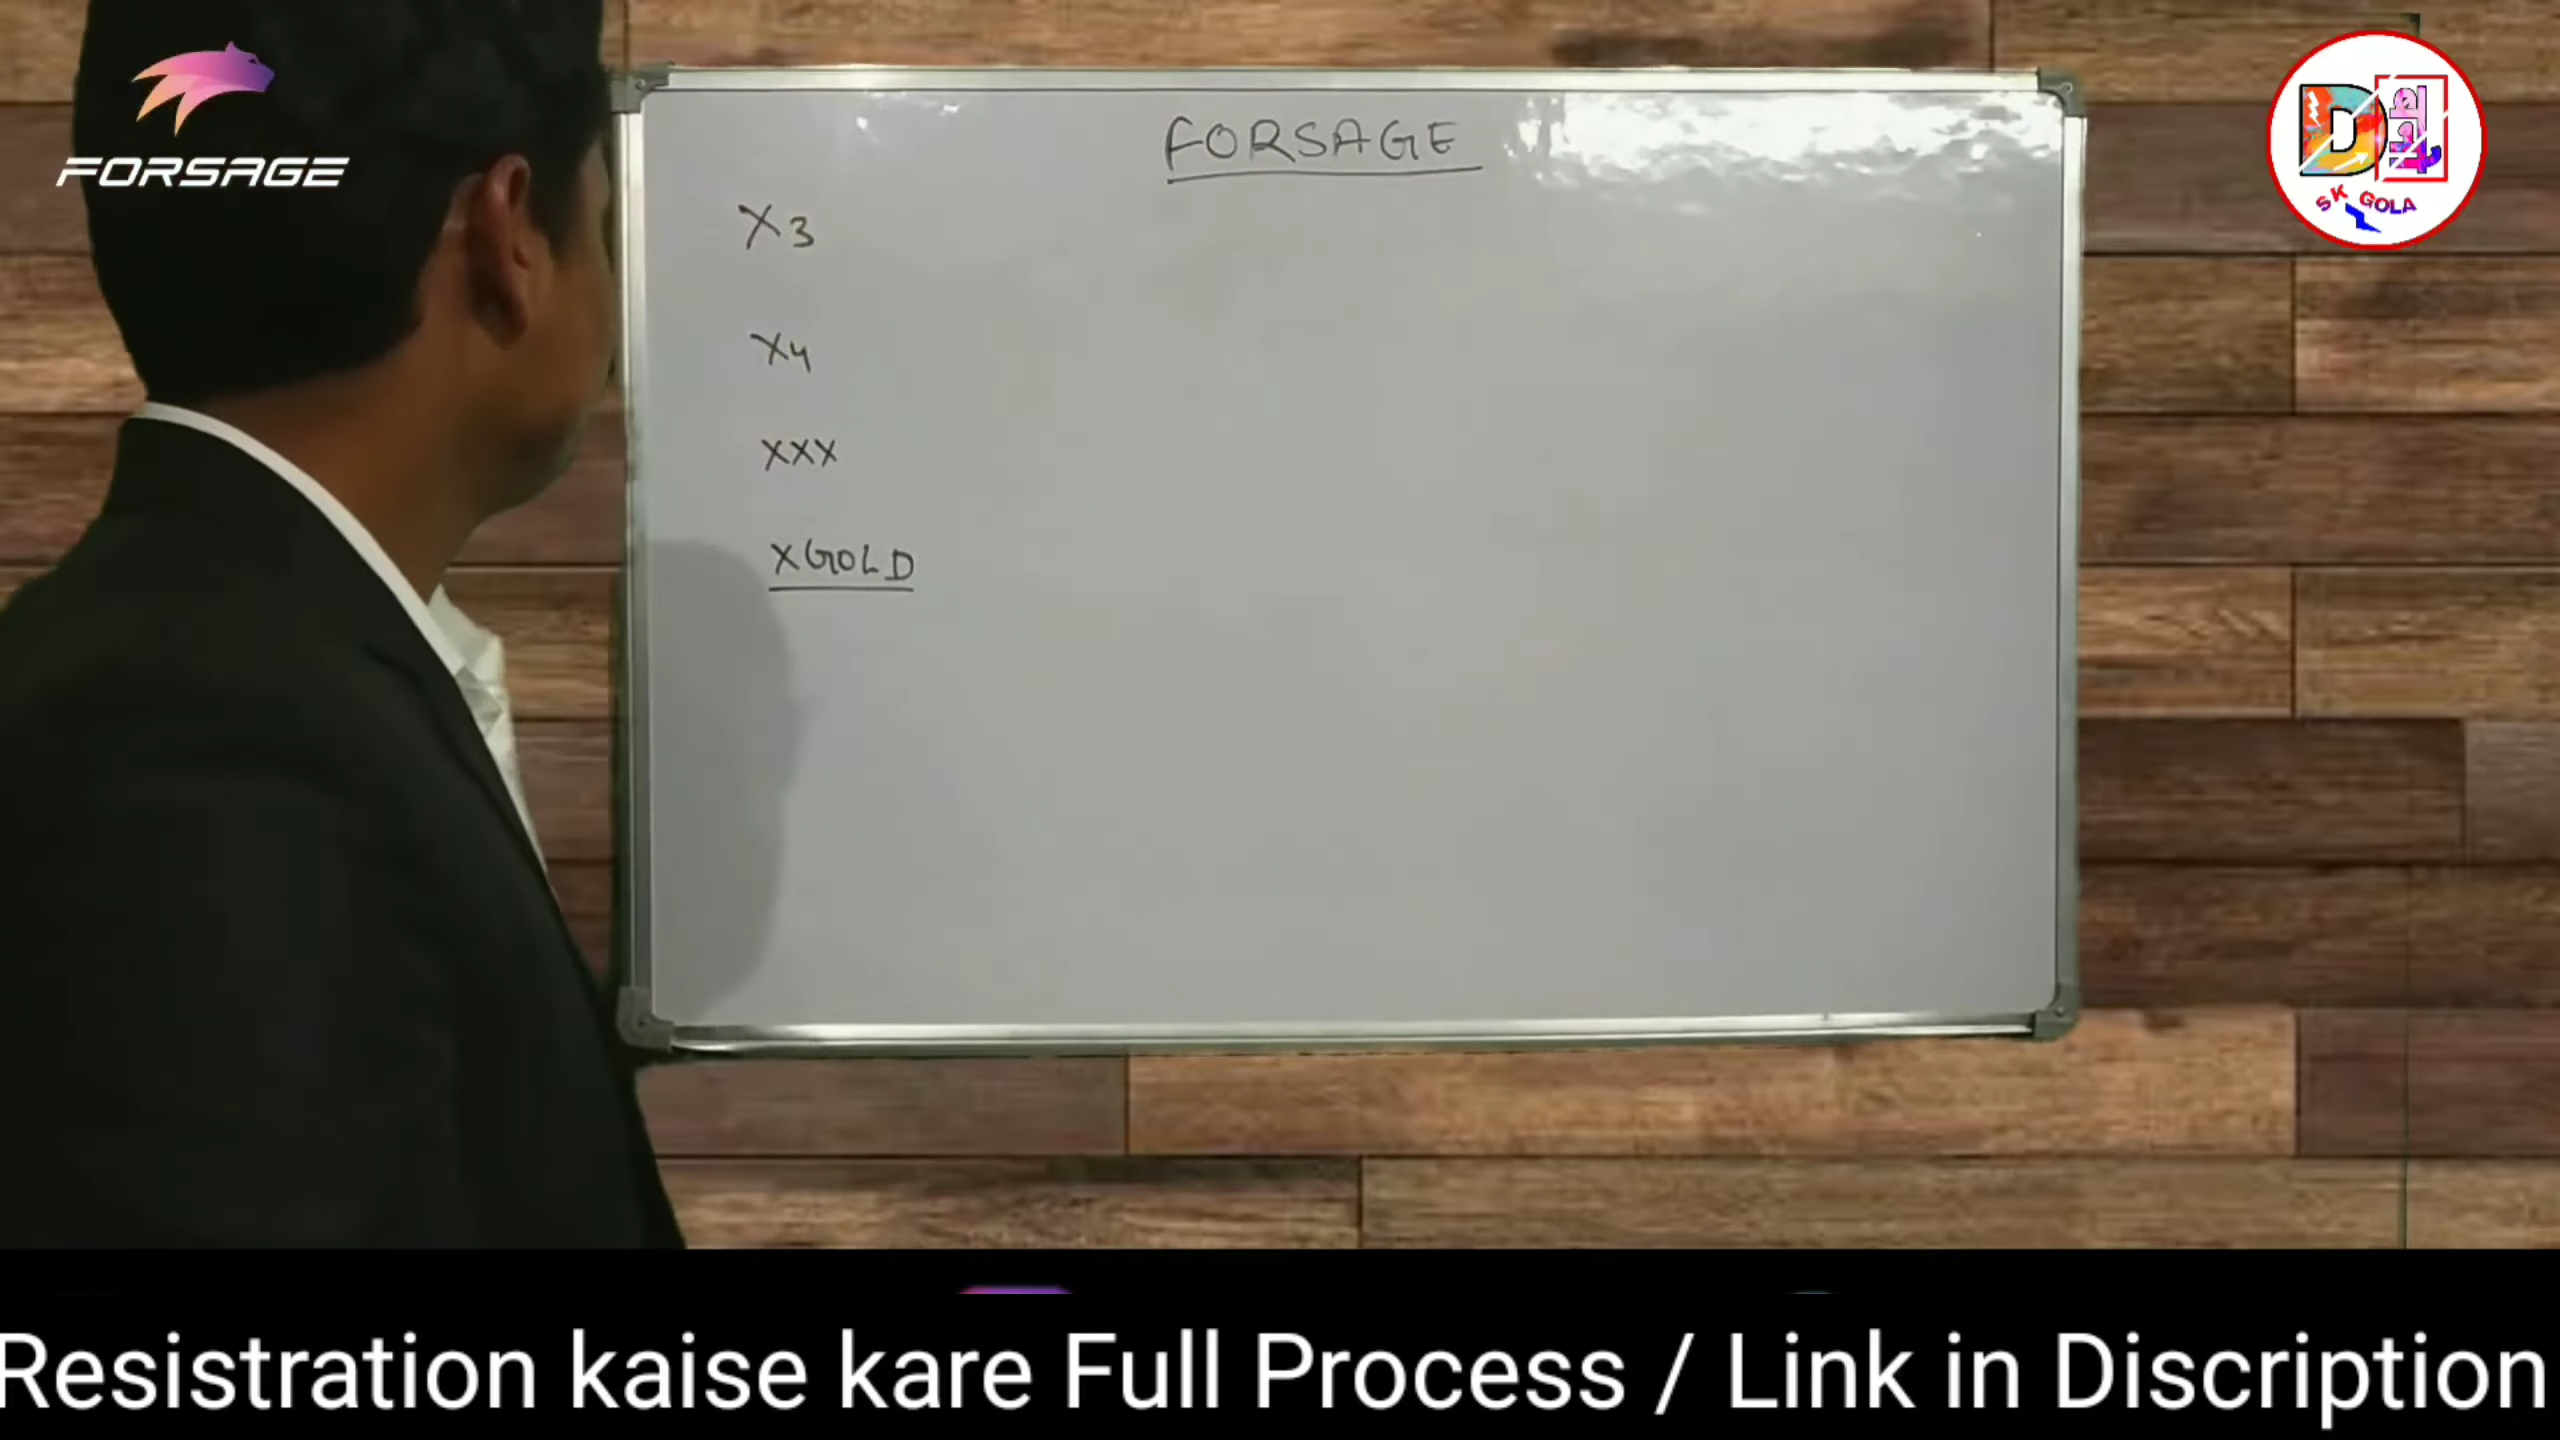 FORSAGE
FORSAGE
X3
X4
XXX
XGOLD
D
SK GOLA
Resistration kaise kare Full Process / Link in Discription